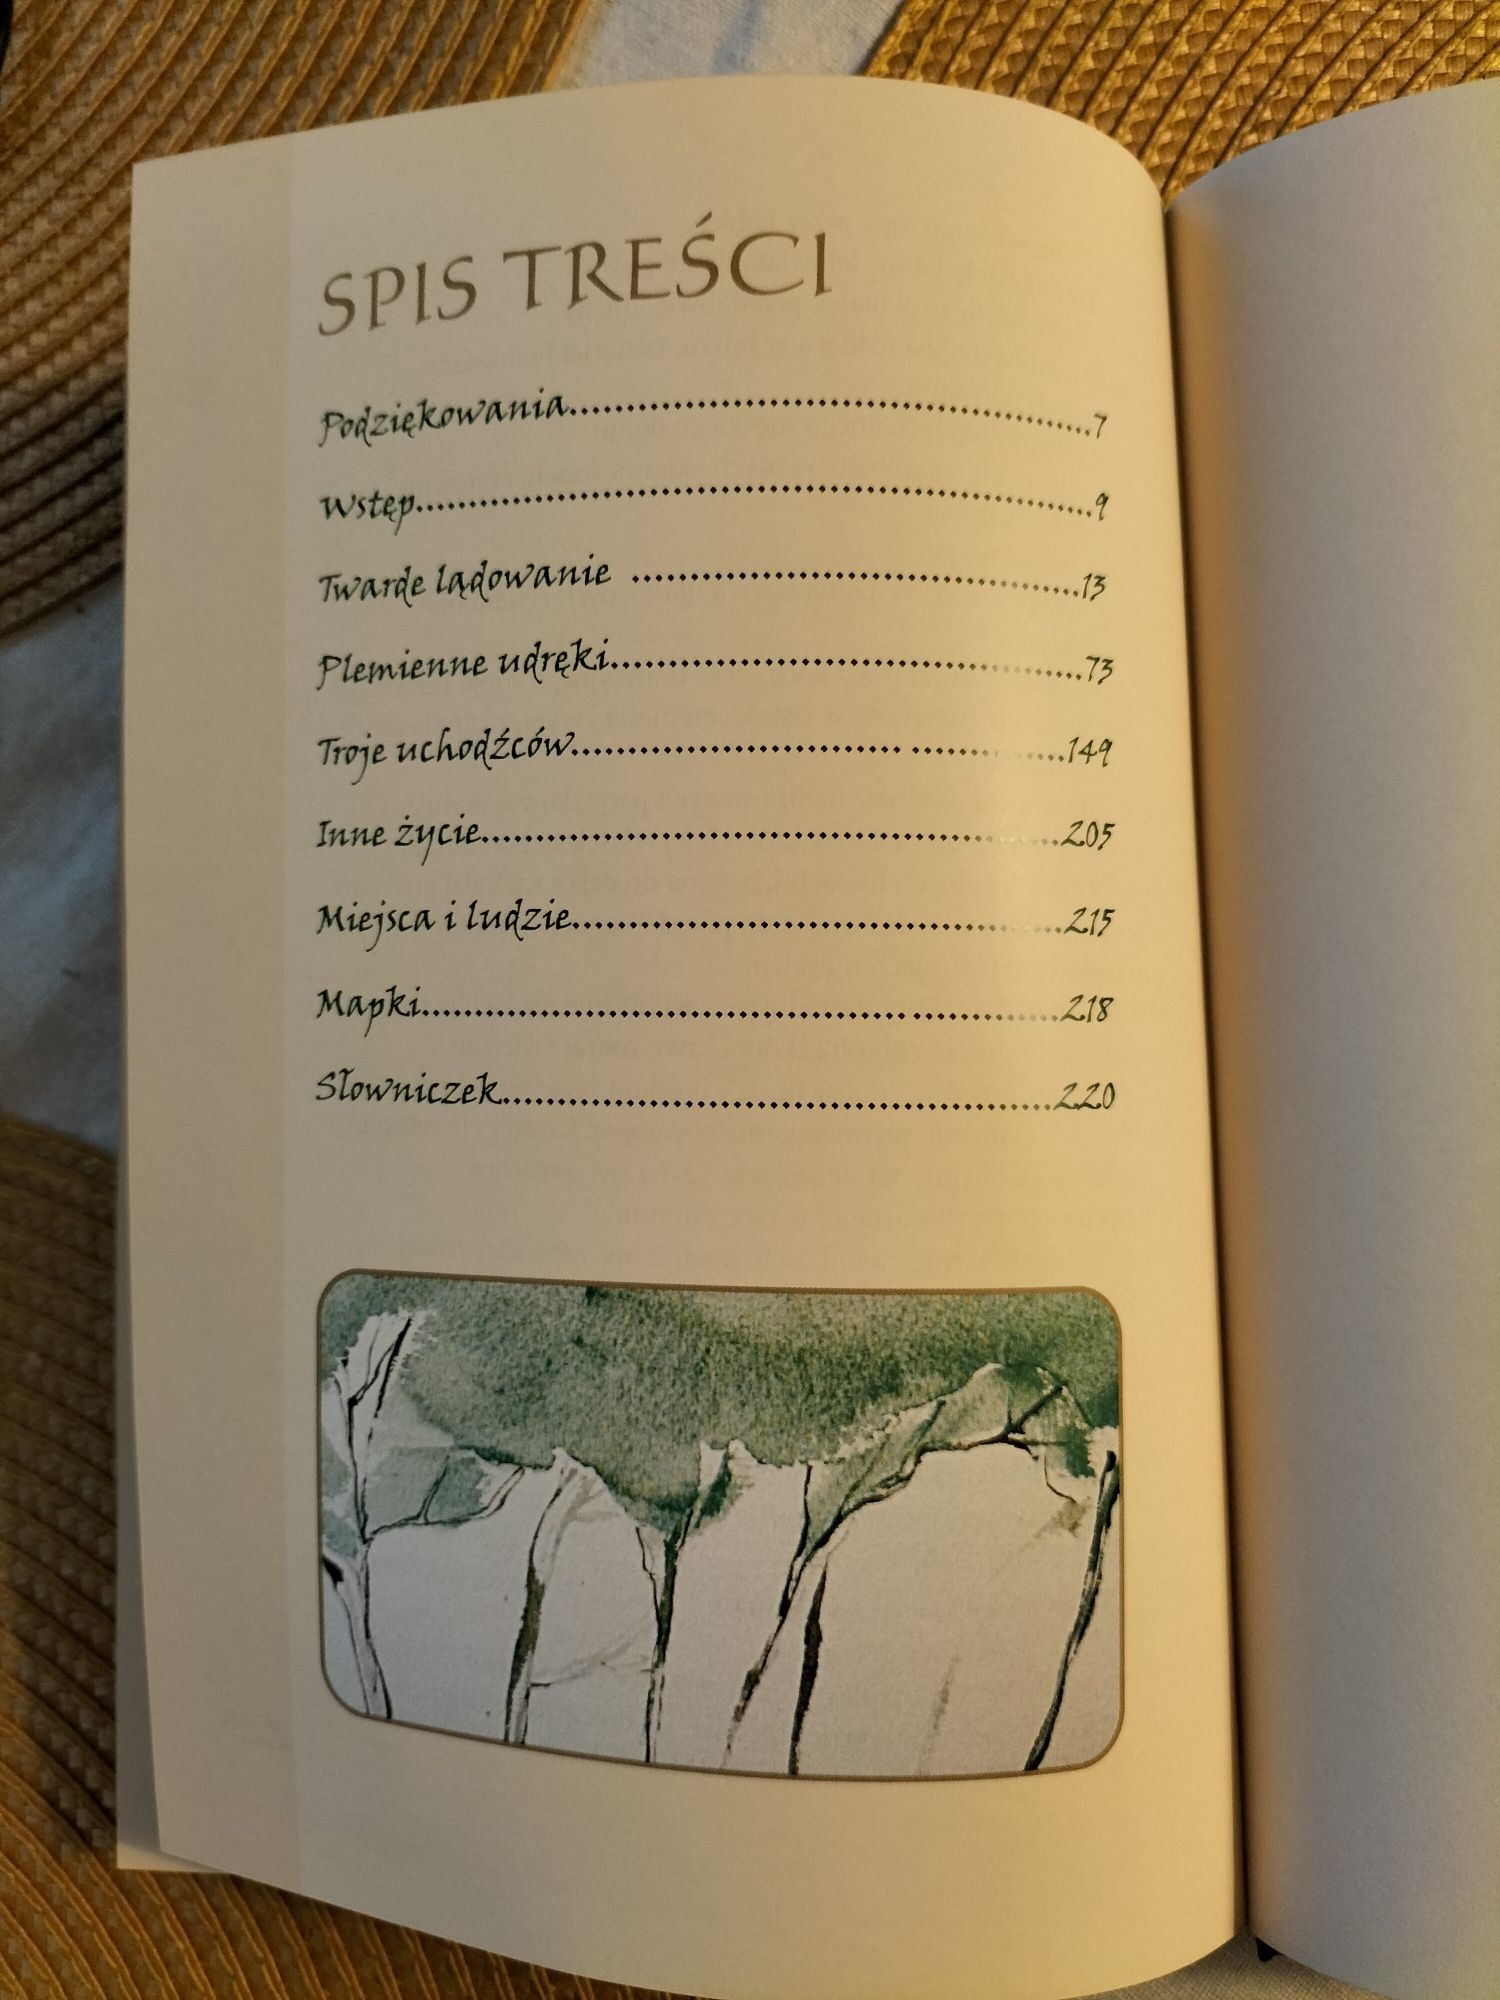 SPIS TREŚCI
Podziękowania....................................................7
Wstęp....................................................9
Twarde lądowanie ....................................................13
Plemienne udręki....................................................73
Troje uchodźców....................................................149
Inne życie....................................................205
Miejsca i ludzie....................................................215
Mapki....................................................218
Słowniczek....................................................220